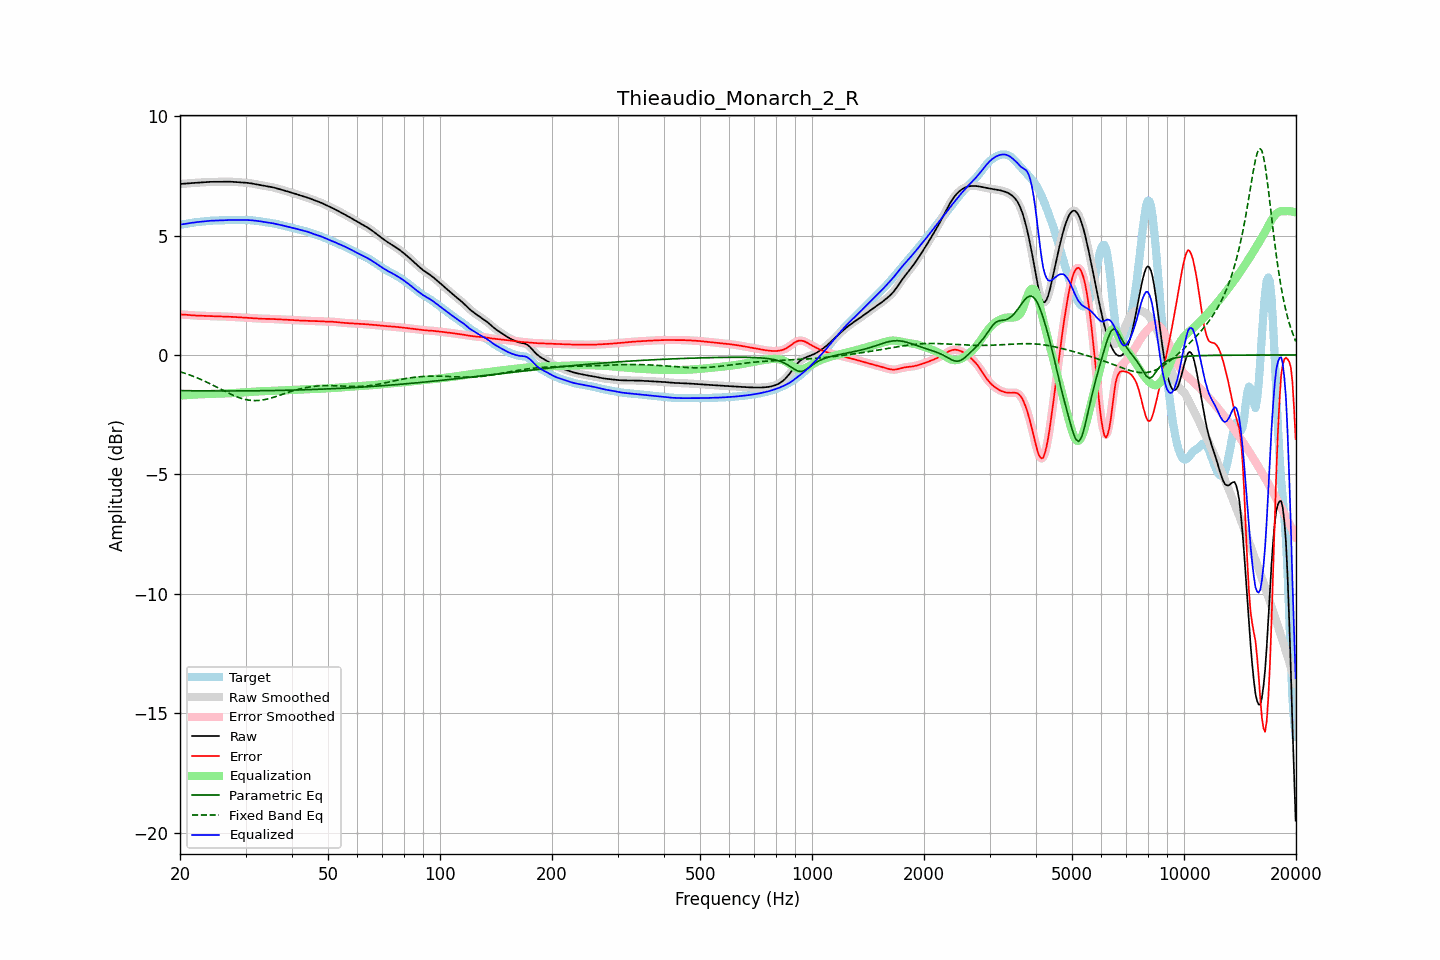 Thieaudio_Monarch_2_R
10
5
0
−5
−10
−15
−20
Amplitude (dBr)
Target
Raw Smoothed
Error Smoothed
Raw
Error
Equalization
Parametric Eq
Fixed Band Eq
Equalized
20 50 100 200 500 1000 2000 5000 10000 20000
Frequency (Hz)